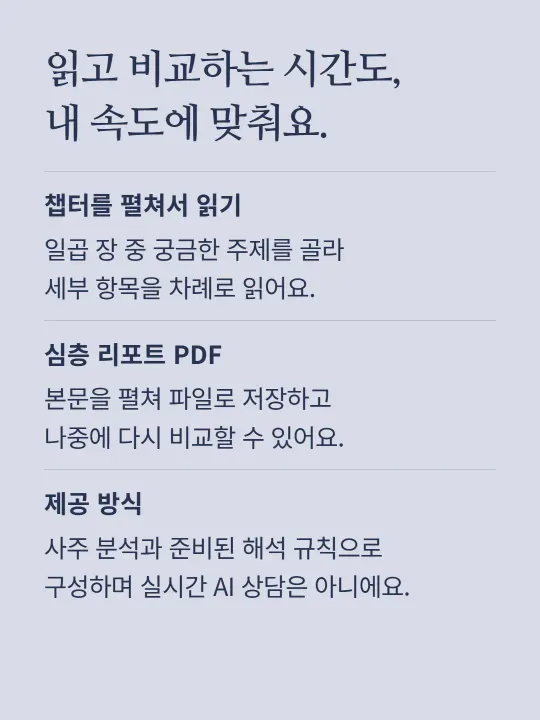 읽고 비교하는 시간도,
내 속도에 맞춰요.
챕터를 펼쳐서 읽기
일곱 장 중 궁금한 주제를 골라
세부 항목을 차례로 읽어요.
심층 리포트 PDF
본문을 펼쳐 파일로 저장하고
나중에 다시 비교할 수 있어요.
제공 방식
사주 분석과 준비된 해석 규칙으로
구성하며 실시간 AI 상담은 아니에요.